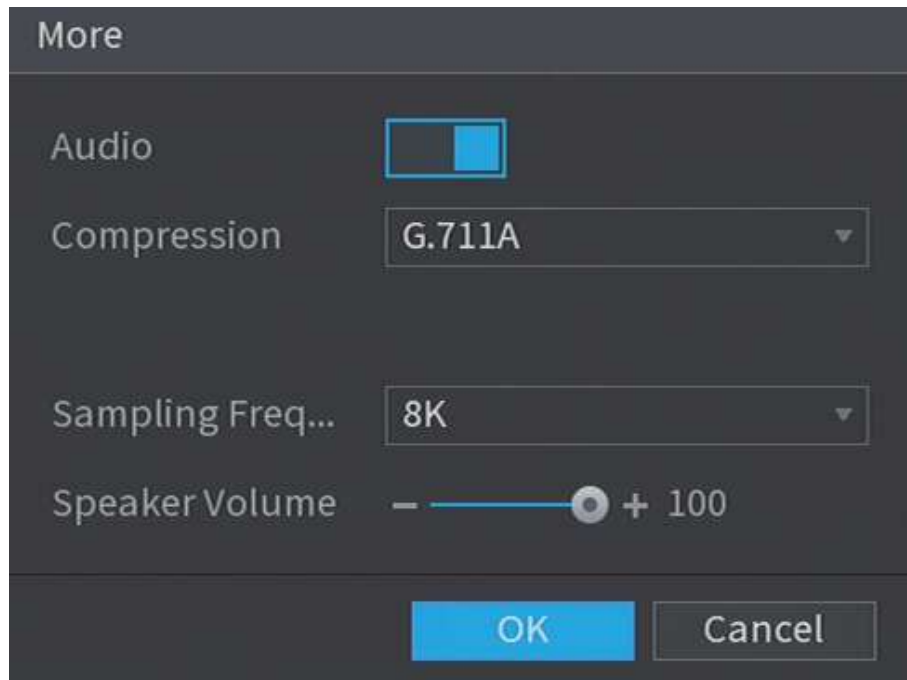 More
Audio
Compression G.711A
Sampling Freq... 8K
Speaker Volume - + 100
OK Cancel